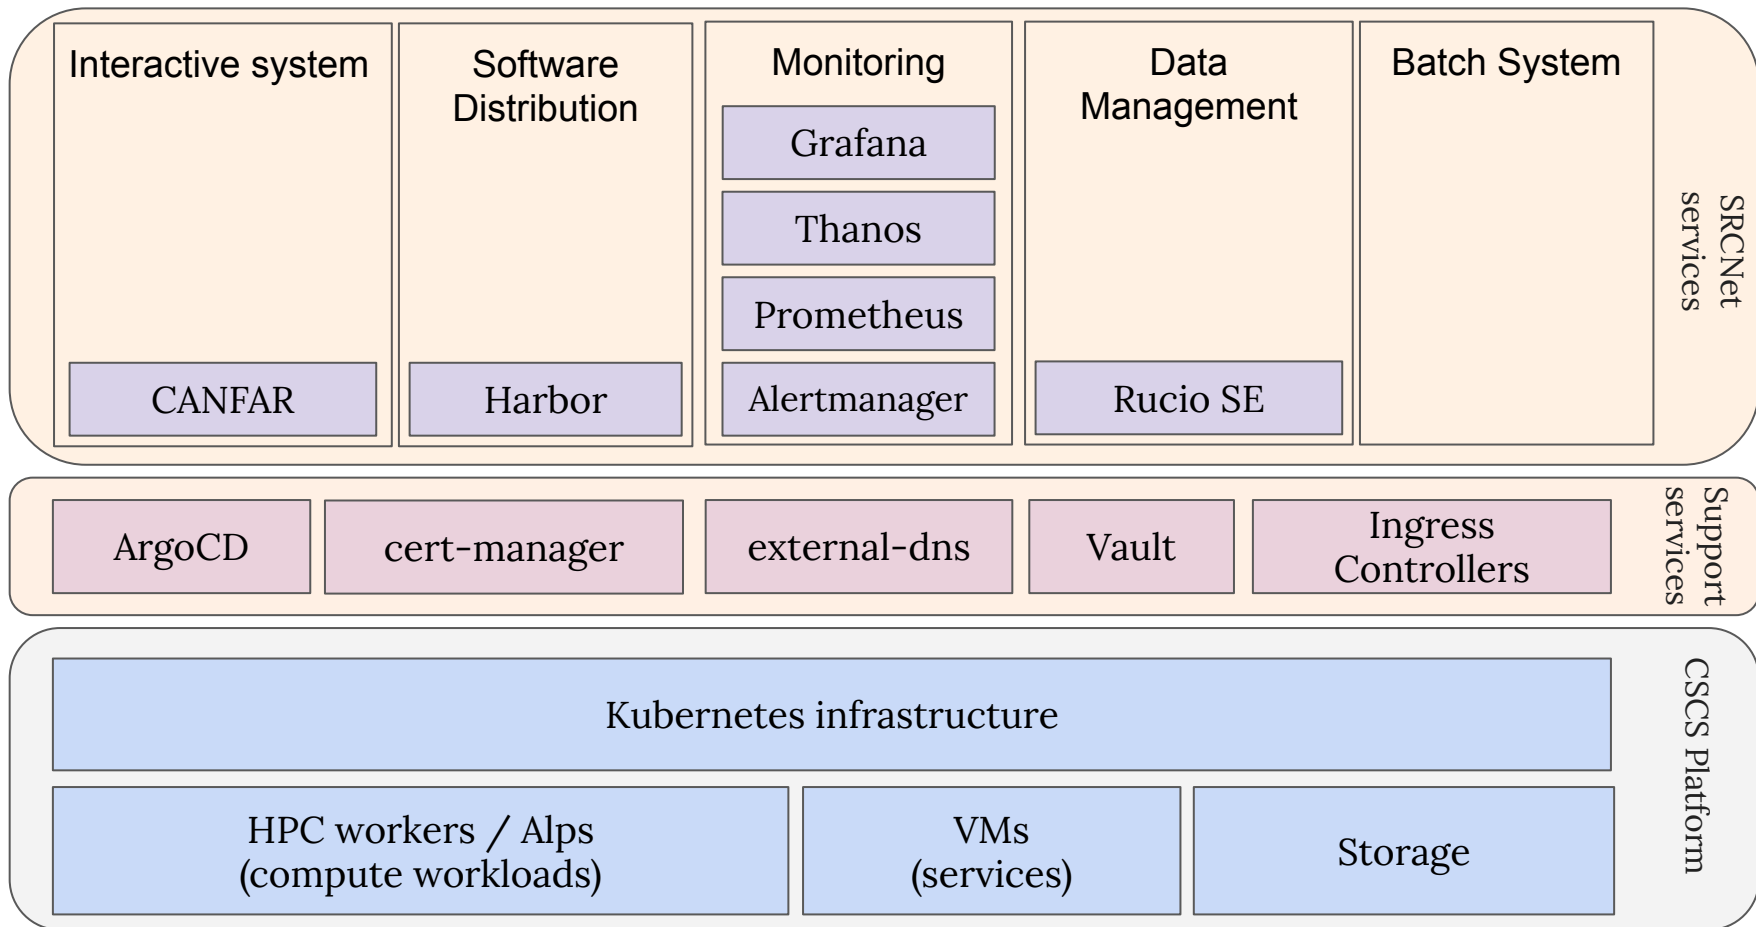 Interactive system
Software
Distribution
Monitoring
Data
Management
Batch System
Grafana
Thanos
Prometheus
CANFAR
Harbor
Alertmanager
Rucio SE
SRCNet
services
ArgoCD
cert-manager
external-dns
Vault
Ingress
Controllers
Support
services
Kubernetes infrastructure
HPC workers / Alps
(compute workloads)
VMs
(services)
Storage
CSCS Platform